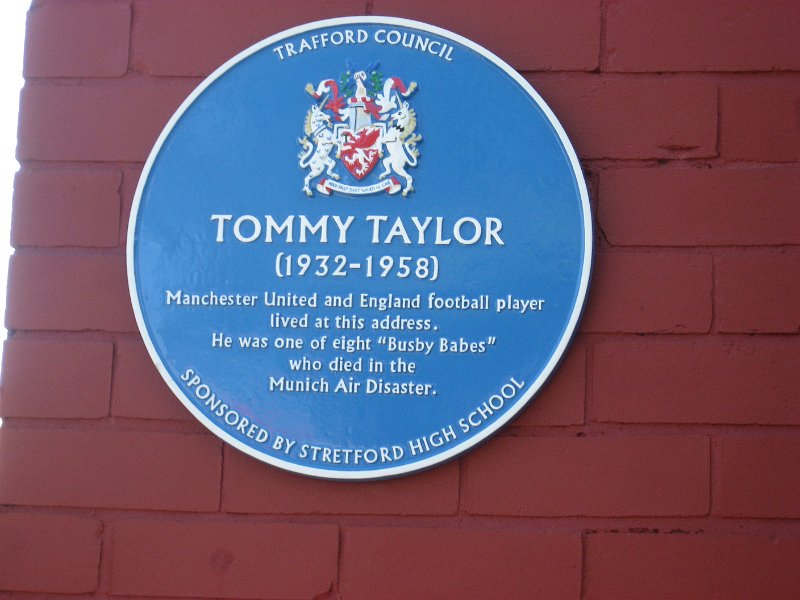 TRAFFORD COUNCIL
TOMMY TAYLOR
(1932-1958)
Manchester United and England football player
lived at this address.
He was one of eight "Busby Babes"
who died in the
Munich Air Disaster.
SPONSORED BY STRETFORD HIGH SCHOOL